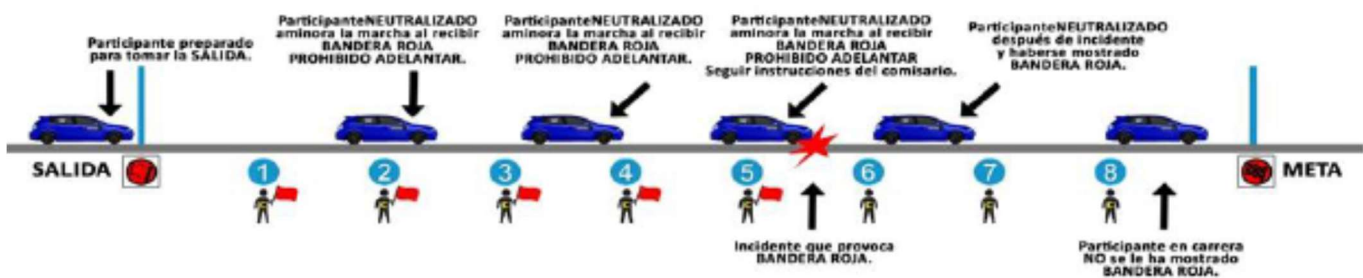 Participante preparado
para tomar la SALIDA.
ParticipanteNEUTRALIZADO
aminora la marcha al recibir
BANDERA ROJA
PROHIBIDO ADELANTAR.
ParticipanteNEUTRALIZADO
aminora la marcha al recibir
BANDERA ROJA
PROHIBIDO ADELANTAR.
ParticipanteNEUTRALIZADO
aminora la marcha al recibir
BANDERA ROJA
PROHIBIDO ADELANTAR
Seguir instrucciones del comisario.
ParticipanteNEUTRALIZADO
después de incidente
y haberse mostrado
BANDERA ROJA.
SALIDA
1
2
3
4
5
6
7
8
META
Incidente que provoca
BANDERA ROJA.
Participante en carrera
NO se le ha mostrado
BANDERA ROJA.